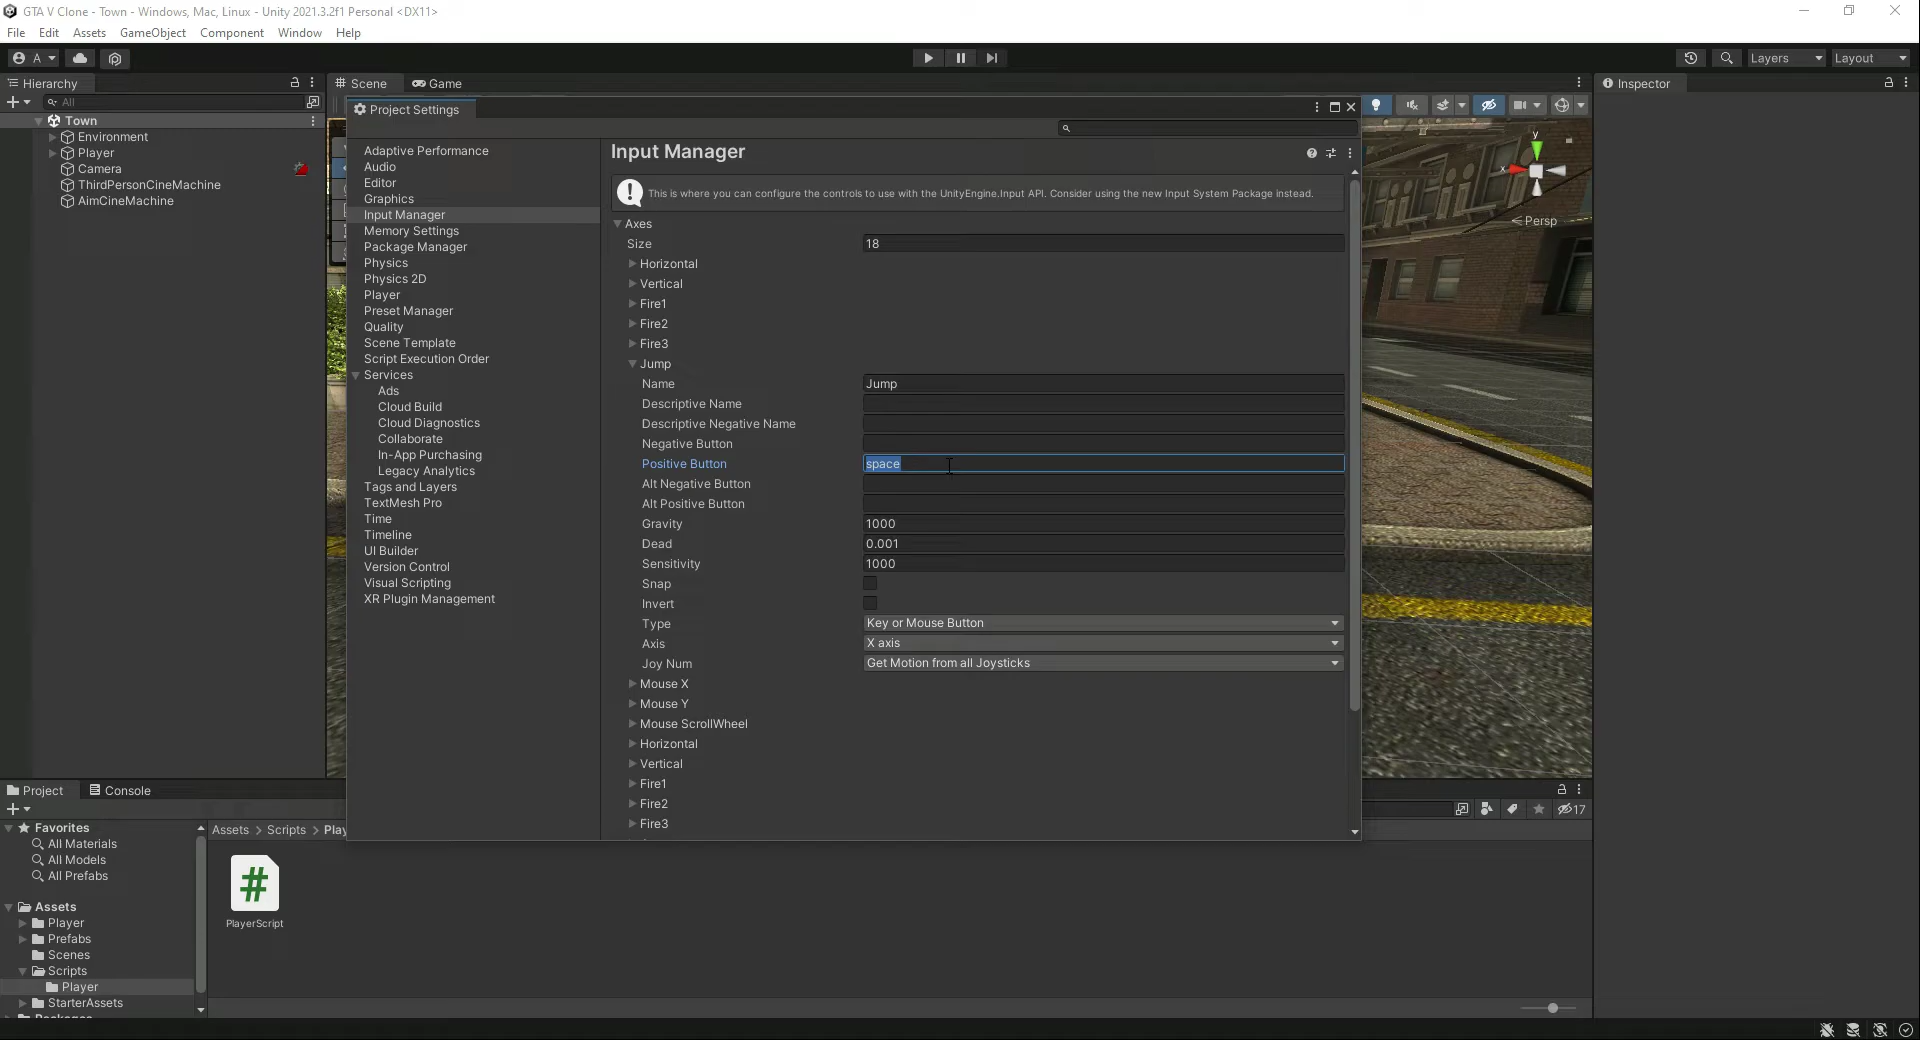 GTA V Clone - Town - Windows, Mac, Linux - Unity 2021.3.2f1 Personal <DX11>
File Edit Assets GameObject Component Window Help
A Layers Layout
Hierarchy
All
Town
Environment
Player
Camera
ThirdPersonCineMachine
AimCineMachine
Scene Game
Project Settings
Adaptive Performance
Audio
Editor
Graphics
Input Manager
Memory Settings
Package Manager
Physics
Physics 2D
Player
Preset Manager
Quality
Scene Template
Script Execution Order
Services
Ads
Cloud Build
Cloud Diagnostics
Collaborate
In-App Purchasing
Legacy Analytics
Tags and Layers
TextMesh Pro
Time
Timeline
UI Builder
Version Control
Visual Scripting
XR Plugin Management
Input Manager
This is where you can configure the controls to use with the UnityEngine.Input API. Consider using the new Input System Package instead.
Axes
Size 18
Horizontal
Vertical
Fire1
Fire2
Fire3
Jump
Name Jump
Descriptive Name
Descriptive Negative Name
Negative Button
Positive Button space
Alt Negative Button
Alt Positive Button
Gravity 1000
Dead 0.001
Sensitivity 1000
Snap
Invert
Type Key or Mouse Button
Axis X axis
Joy Num Get Motion from all Joysticks
Mouse X
Mouse Y
Mouse ScrollWheel
Horizontal
Vertical
Fire1
Fire2
Fire3
y
x
Persp
Inspector
Project Console
17
Favorites
All Materials
All Models
All Prefabs
Assets
Player
Prefabs
Scenes
Scripts
Player
StarterAssets
Assets > Scripts > Play
#
PlayerScript